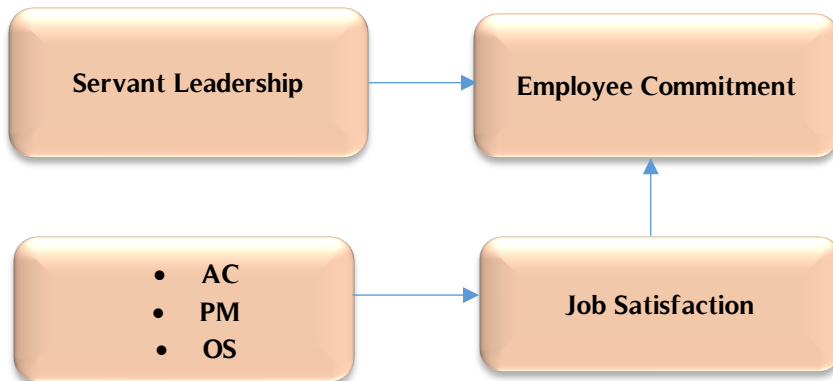 Servant Leadership
Employee Commitment
• AC
• PM
• OS
Job Satisfaction